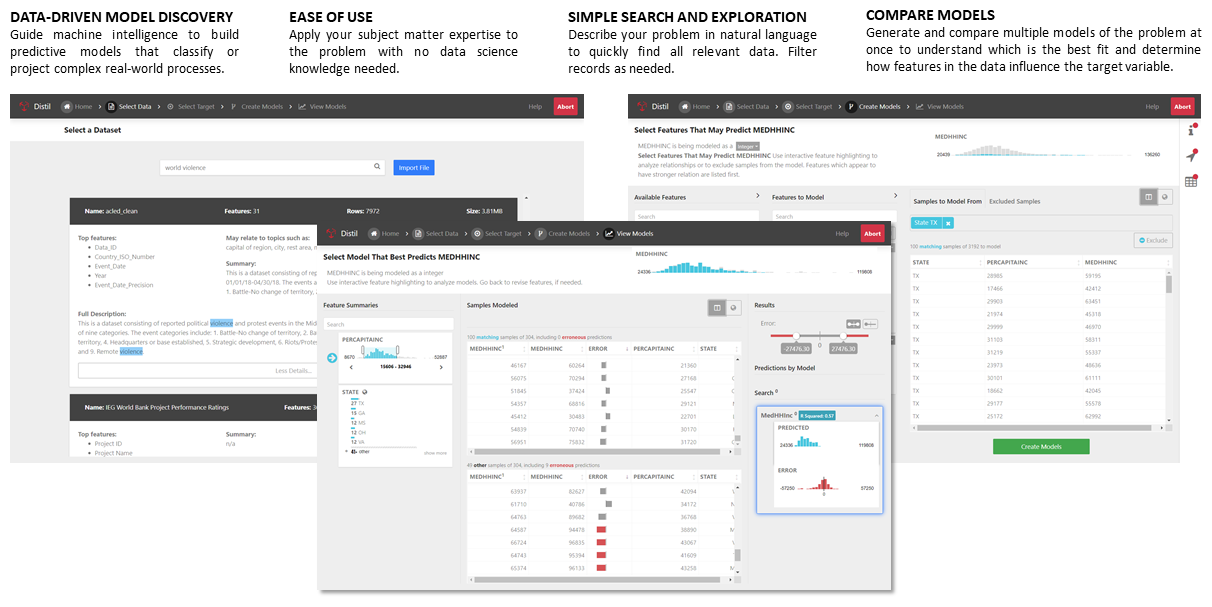 DATA-DRIVEN MODEL DISCOVERY
Guide machine intelligence to build
predictive models that classify or
project complex real-world processes.
EASE OF USE
Apply your subject matter expertise to
the problem with no data science
knowledge needed.
SIMPLE SEARCH AND EXPLORATION
Describe your problem in natural language
to quickly find all relevant data. Filter
records as needed.
COMPARE MODELS
Generate and compare multiple models of the problem at
once to understand which is the best fit and determine
how features in the data influence the target variable.
Distil Home Select Data Select Target Create Models View Models Help Abort
Select a Dataset
world violence
Import File
Name: acled_clean Features: 31 Rows: 7972 Size: 3.81MB
Top features:
Data_ID
Country_ISO_Number
Event_Date
Year
Event_Date_Precision
May relate to topics such as:
capital of region, city, rest area,
Summary:
This is a dataset consisting of rep
01/01/18-04/30/18. The events a
1. Battle-No change of territory, 2
Full Description:
This is a dataset consisting of reported political violence and protest events in the Mid
of nine categories. The event categories include: 1. Battle-No change of territory, 2. Ba
territory, 4. Headquarters or base established, 5. Strategic development, 6. Riots/Prote
and 9. Remote violence
Less Details...
Name: IEG World Bank Project Performance Ratings Features:
Top features:
Project ID
Project Name
Summary:
n/a
Distil Home Select Data Select Target Create Models View Models Help Abort
Select Features That May Predict MEDHHINC
MEDHHINC is being modeled as a Integer
Select Features That May Predict MEDHHINC Use interactive feature highlighting to
analyze relationships or to exclude samples from the model. Features which appear to
have stronger relation are listed first.
MEDHHINC
20439 136260
Available Features
Search
Features to Model
Search
Samples to Model From Excluded Samples
State TX x
Exclude
100 matching samples of 3192 to model
STATE PERCAPITAINC MEDHHINC
TX 28985 59195
TX 17466 42412
TX 29903 63451
TX 21974 45318
TX 29999 46970
TX 31103 58311
TX 31219 55337
TX 23973 48636
TX 30101 61111
TX 18662 42045
TX 29177 55578
TX 25172 62992
Create Models
Distil Home Select Data Select Target Create Models View Models Help Abort
Select Model That Best Predicts MEDHHINC
MEDHHINC is being modeled as a integer
Use interactive feature highlighting to analyze models. Go back to revise features, if needed.
MEDHHINC
24336 119808
Feature Summaries
Search
PERCAPITAINC
8670 52887
15606 - 32946
STATE
27 TX
15 GA
12 MS
12 OH
12 VA
other
show more
Samples Modeled
100 matching samples of 304, including 0 erroneous predictions
MEDHHINC MEDHHINC ERROR PERCAPITAINC STATE
46167 60264 21360
56075 70294 27168
51845 37424 25547
54357 68816 29121
45412 30463 22701
54839 70740 30170
56951 75832 31720
49 other samples of 304, including 9 erroneous predictions
MEDHHINC MEDHHINC ERROR PERCAPITAINC STATE
63937 82627 42094
61710 40786 34172
64763 89682 36768
64587 94478 38890
66724 96835 43067
64743 95394 41609
65374 96133 43258
Results
Error:
-27476.30 0 27476.30
Predictions by Model
Search 0
MedHHInc 0 R Squared: 0.57
PREDICTED
24336 119808
ERROR
-57250 57250
0